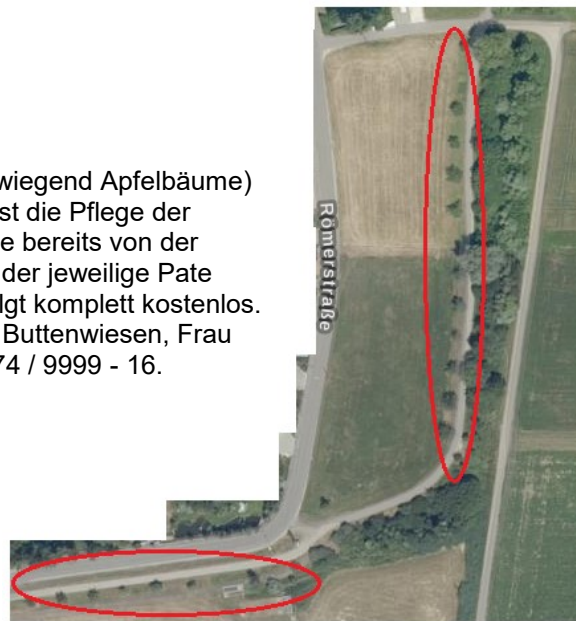 wiegend Apfelbäume)
st die Pflege der
e bereits von der
der jeweilige Pate
lgt komplett kostenlos.
Buttenwiesen, Frau
74 / 9999 - 16.
Römerstraße